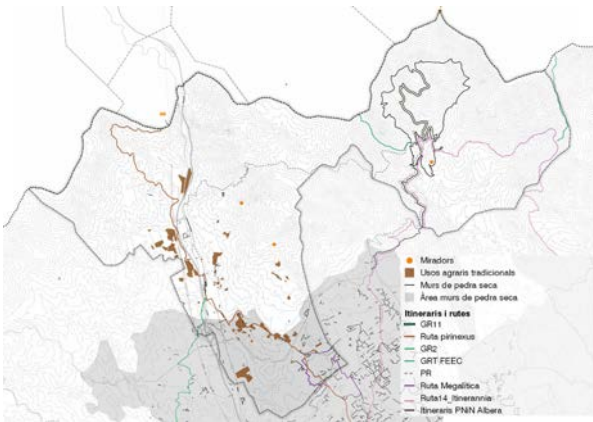 Miradors
Usos agraris tradicionals
Murs de pedra seca
Àrea murs de pedra seca
Itineraris i rutes
GR11
Ruta pirinexus
GR2
GRT FEEC
PR
Ruta Megalítica
Ruta14_Itinerannia
Itineraris PNIN Albera